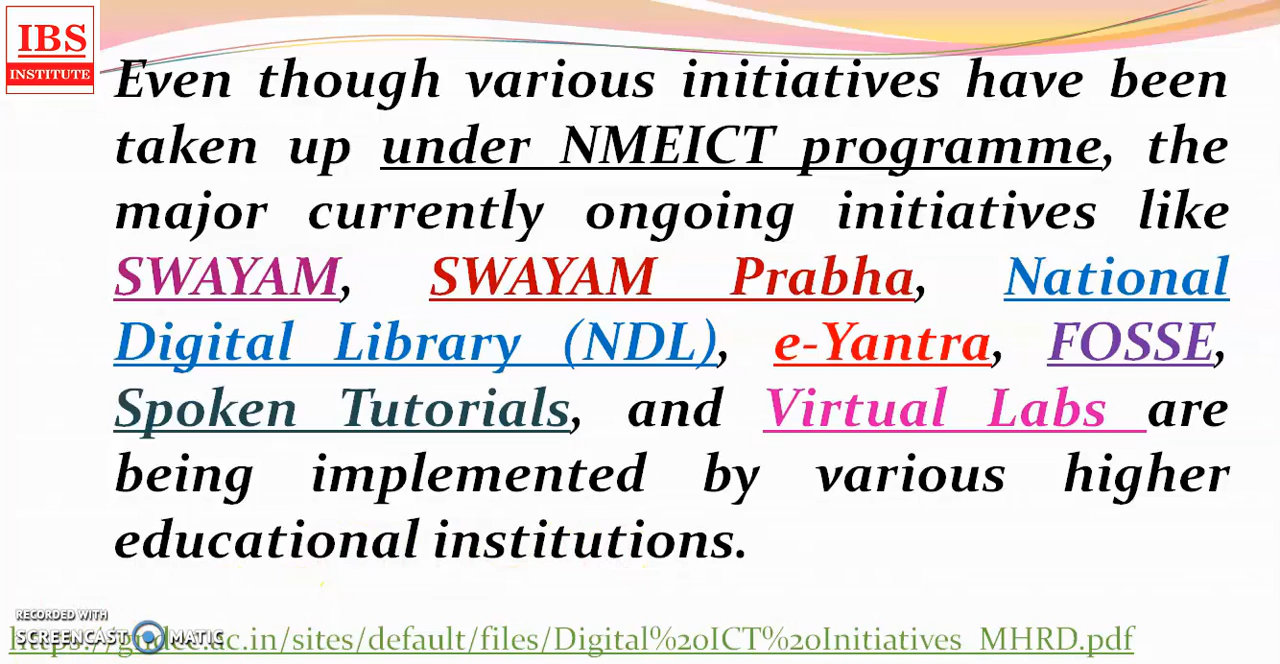 IBS
INSTITUTE
Even though various initiatives have been
taken up under NMEICT programme, the
major currently ongoing initiatives like
SWAYAM, SWAYAM Prabha, National
Digital Library (NDL), e-Yantra, FOSSE,
Spoken Tutorials, and Virtual Labs are
being implemented by various higher
educational institutions.
RECORDED WITH
SCREENCAST MATIC
ac.in/sites/default/files/Digital%20ICT%20Initiatives_MHRD.pdf